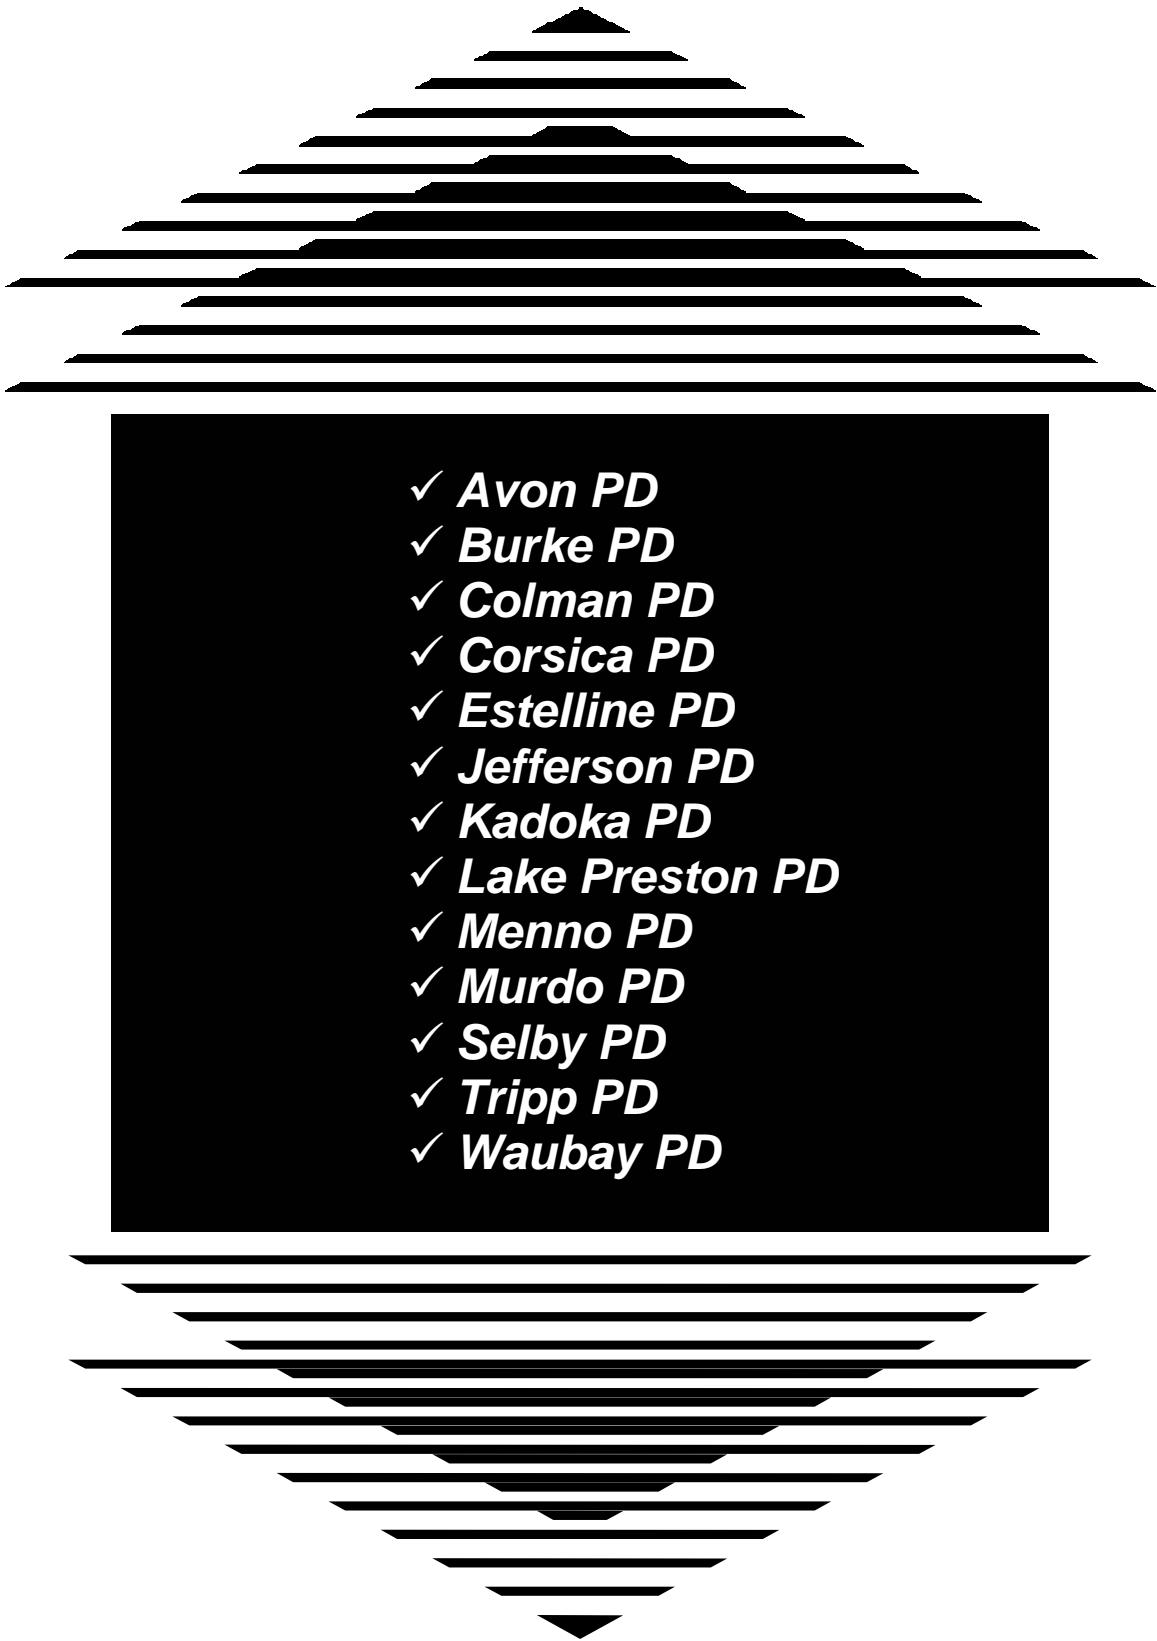 ✓ Avon PD
✓ Burke PD
✓ Colman PD
✓ Corsica PD
✓ Estelline PD
✓ Jefferson PD
✓ Kadoka PD
✓ Lake Preston PD
✓ Menno PD
✓ Murdo PD
✓ Selby PD
✓ Tripp PD
✓ Waubay PD